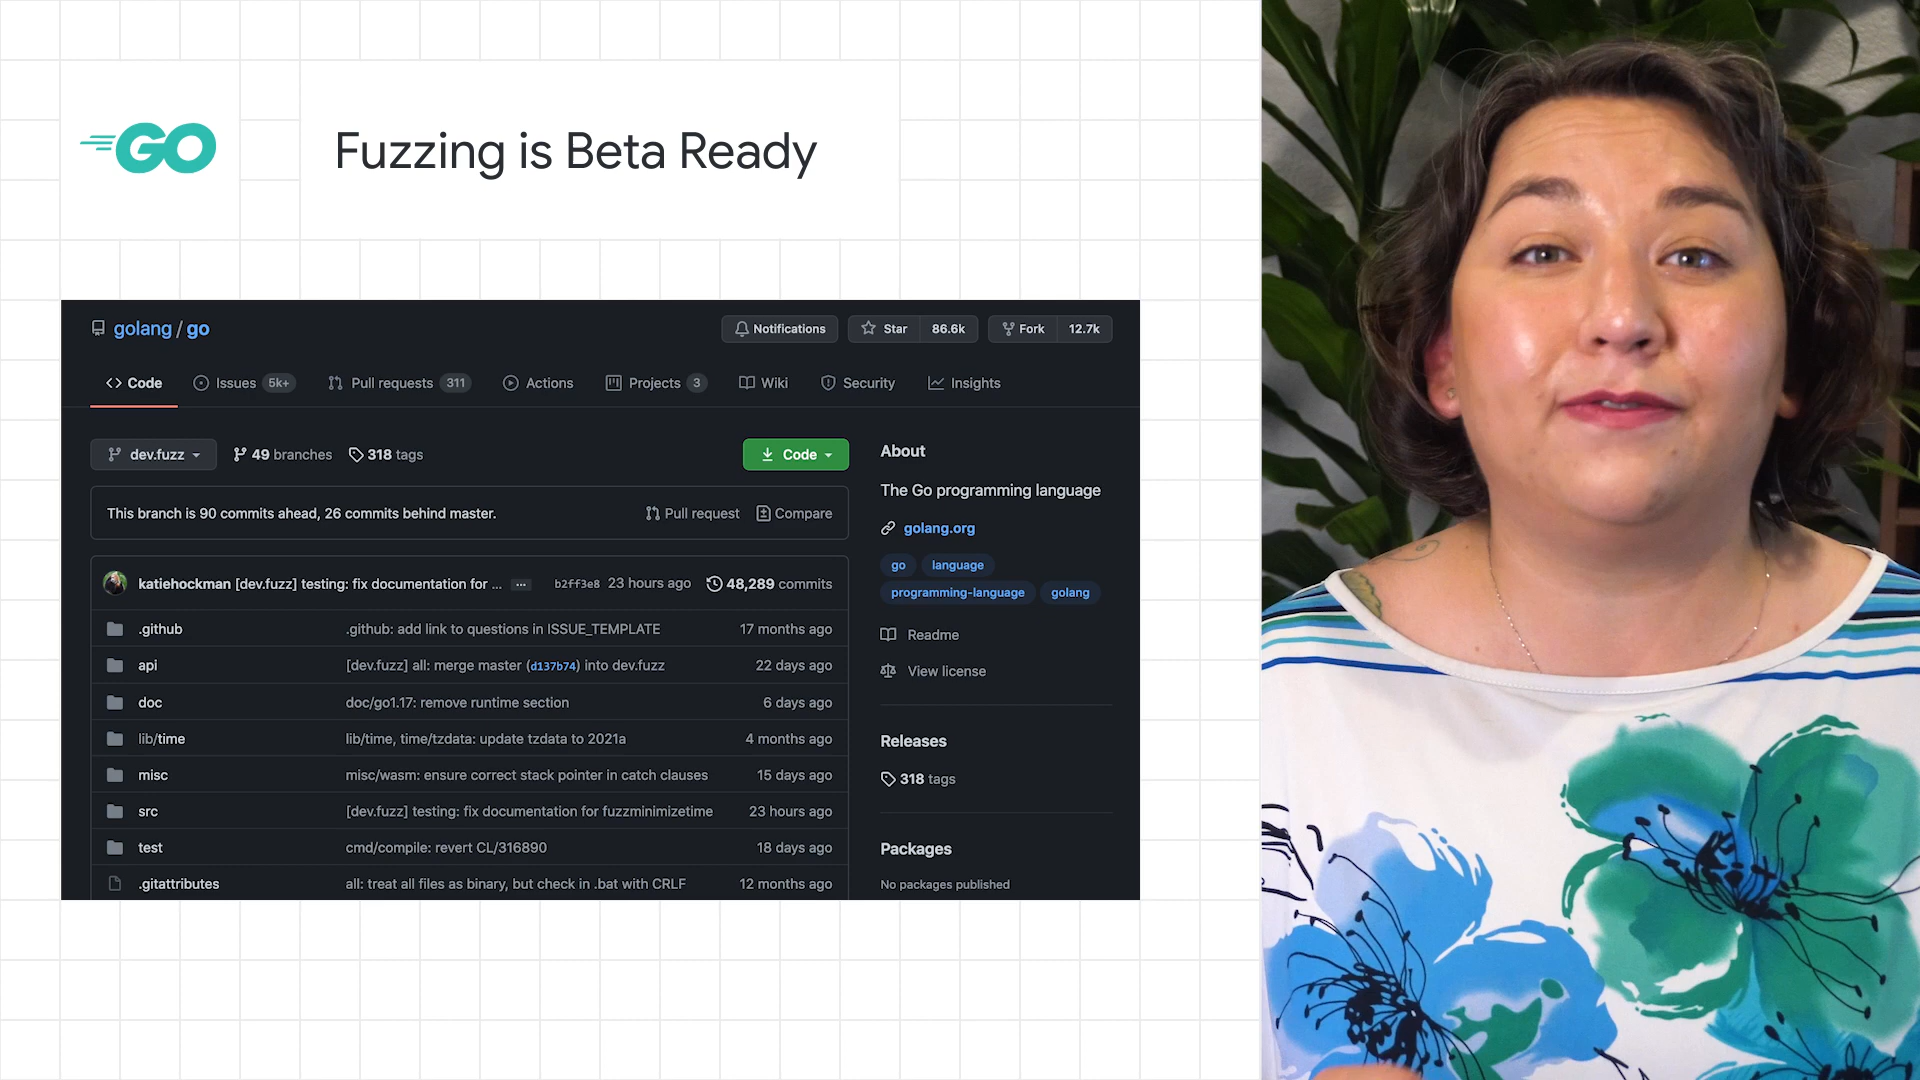 GO
Fuzzing is Beta Ready
golang / go
Notifications
Star 86.6k
Fork 12.7k
<> Code
Issues 5k+
Pull requests 311
Actions
Projects 3
Wiki
Security
Insights
dev.fuzz
49 branches
318 tags
Code
This branch is 90 commits ahead, 26 commits behind master.
Pull request
Compare
katiehockman [dev.fuzz] testing: fix documentation for ... ... b2ff3e8 23 hours ago 48,289 commits
.github .github: add link to questions in ISSUE_TEMPLATE 17 months ago
api [dev.fuzz] all: merge master (d137b74) into dev.fuzz 22 days ago
doc doc/go1.17: remove runtime section 6 days ago
lib/time lib/time, time/tzdata: update tzdata to 2021a 4 months ago
misc misc/wasm: ensure correct stack pointer in catch clauses 15 days ago
src [dev.fuzz] testing: fix documentation for fuzzminimizetime 23 hours ago
test cmd/compile: revert CL/316890 18 days ago
.gitattributes all: treat all files as binary, but check in .bat with CRLF 12 months ago
About
The Go programming language
golang.org
go language
programming-language golang
Readme
View license
Releases
318 tags
Packages
No packages published